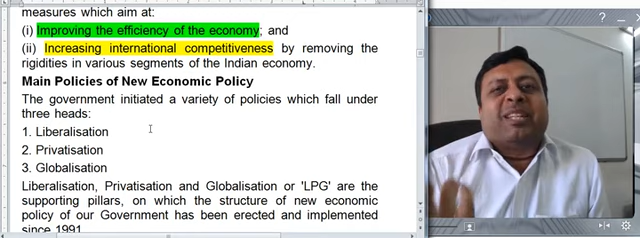 measures which aim at:
(i) Improving the efficiency of the economy; and
(ii) Increasing international competitiveness by removing the
rigidities in various segments of the Indian economy.
Main Policies of New Economic Policy
The government initiated a variety of policies which fall under
three heads:
1. Liberalisation
2. Privatisation
3. Globalisation
Liberalisation, Privatisation and Globalisation or 'LPG' are the
supporting pillars, on which the structure of new economic
policy of our Government has been erected and implemented
since 1991